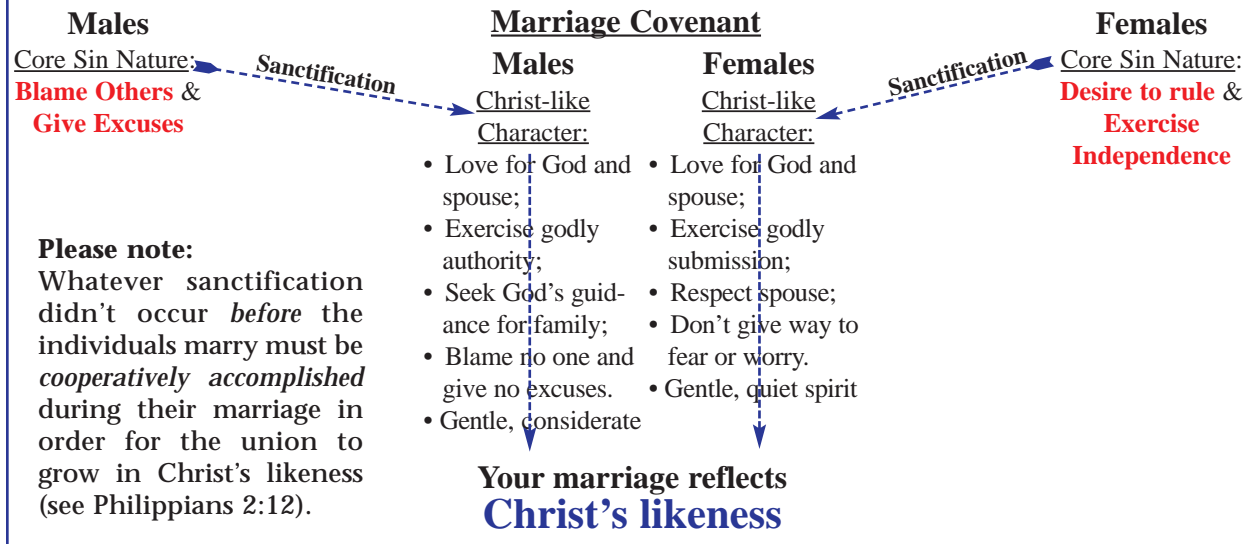 Males
Core Sin Nature:
Blame Others &
Give Excuses
Sanctification
Please note:
Whatever sanctification
didn't occur before the
individuals marry must be
cooperatively accomplished
during their marriage in
order for the union to
grow in Christ's likeness
(see Philippians 2:12).
Marriage Covenant
Males
Christ-like
Character:
• Love for God and
spouse;
• Exercise godly
authority;
• Seek God's guid-
ance for family;
• Blame no one and
give no excuses.
• Gentle, considerate
Females
Christ-like
Character:
• Love for God and
spouse;
• Exercise godly
submission;
• Respect spouse;
• Don't give way to
fear or worry.
• Gentle, quiet spirit
Sanctification
Females
Core Sin Nature:
Desire to rule &
Exercise
Independence
Your marriage reflects
Christ's likeness